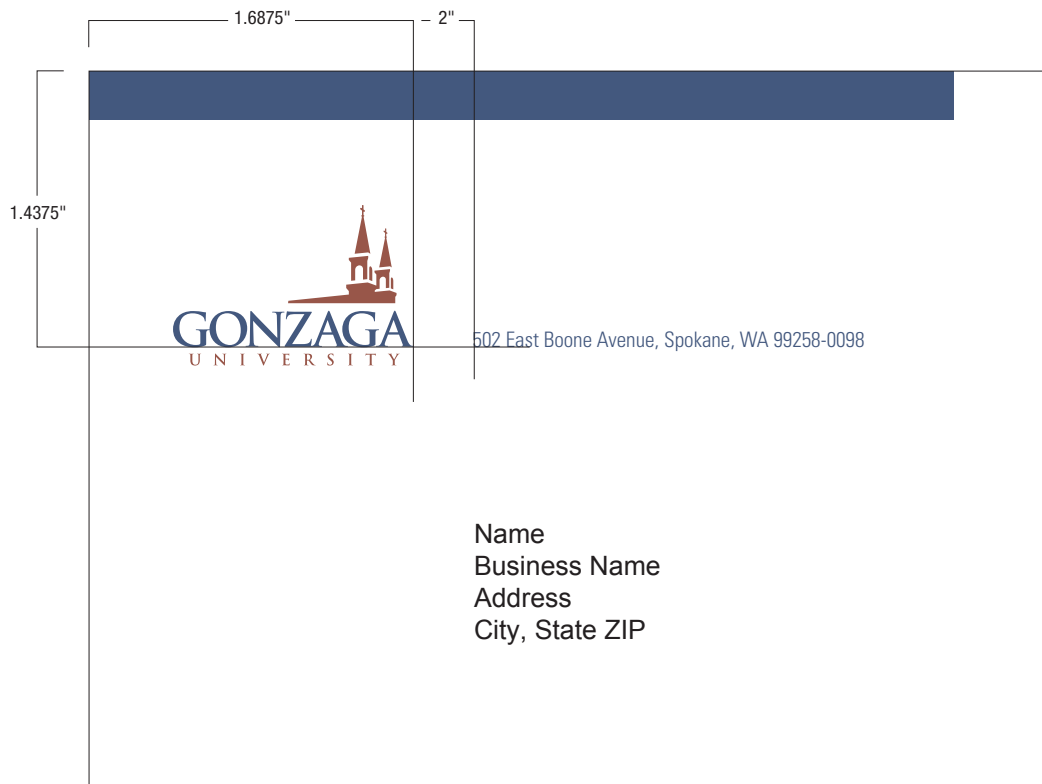 1.6875" 2"
1.4375"
GONZAGA
UNIVERSITY
502 East Boone Avenue, Spokane, WA 99258-0098
Name
Business Name
Address
City, State ZIP